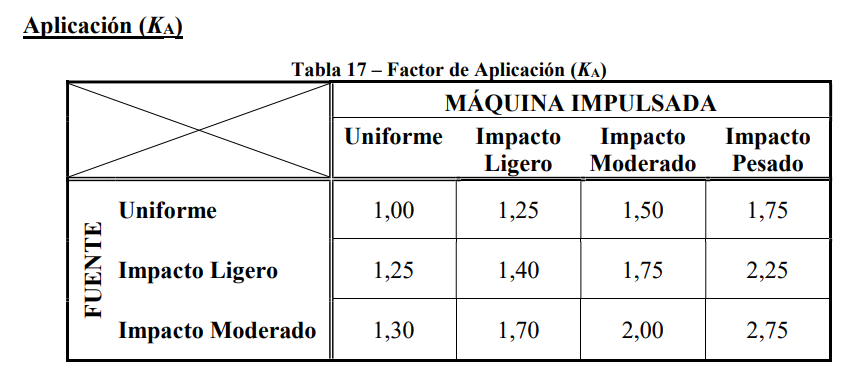 Aplicación (KA)
Tabla 17 – Factor de Aplicación (KA)
MÁQUINA IMPULSADA
Uniforme Impacto Ligero Impacto Moderado Impacto Pesado
FUENTE
Uniforme 1,00 1,25 1,50 1,75
Impacto Ligero 1,25 1,40 1,75 2,25
Impacto Moderado 1,30 1,70 2,00 2,75